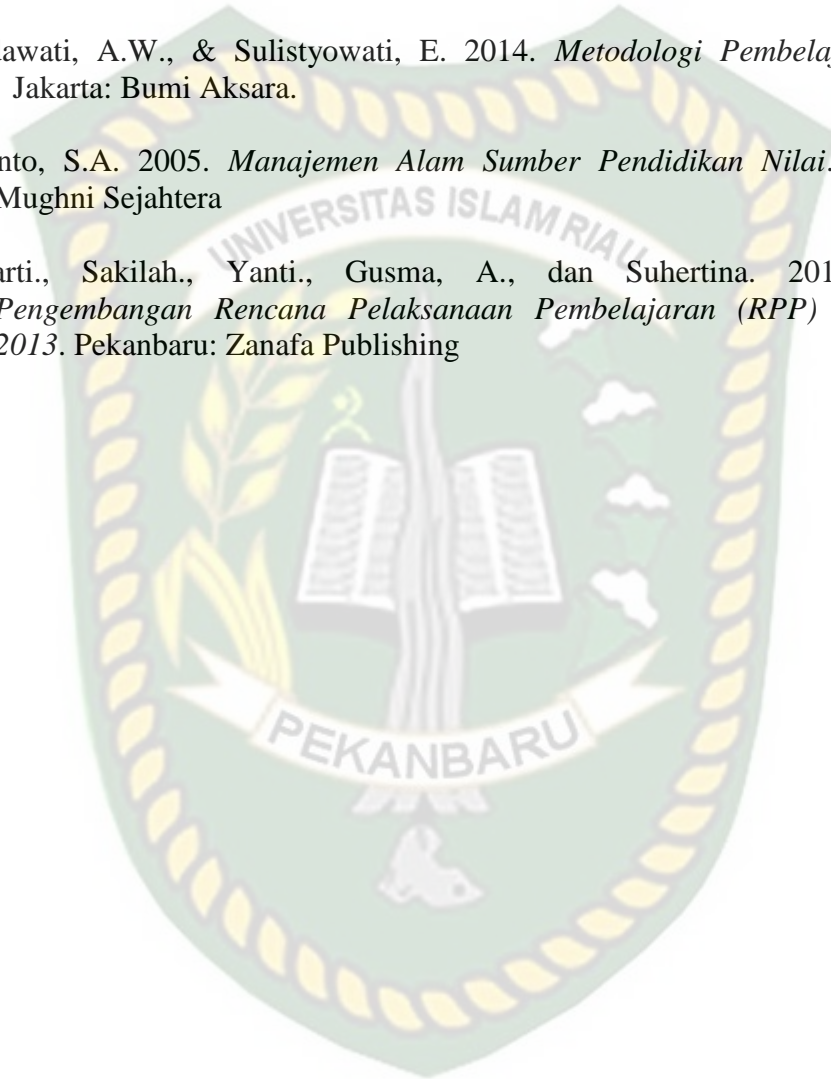 awati, A.W., & Sulistyowati, E. 2014. Metodologi Pembela
Jakarta: Bumi Aksara.
nto, S.A. 2005. Manajemen Alam Sumber Pendidikan Nilai.
Mughni Sejahtera
UNIVERSITAS ISLAM RIAU
arti., Sakilah., Yanti., Gusma, A., dan Suhertina. 201
Pengembangan Rencana Pelaksanaan Pembelajaran (RPP)
2013. Pekanbaru: Zanafa Publishing
PEKANBARU